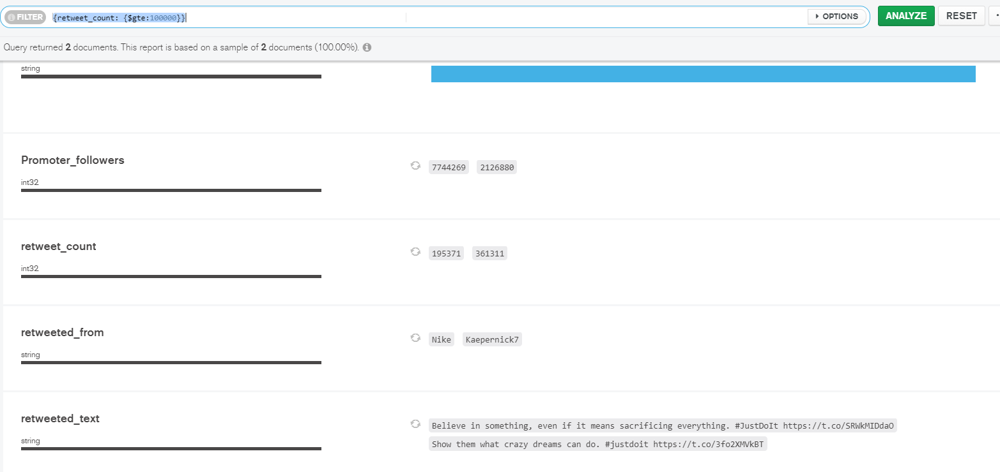 FILTER {retweet_count: {$gte:100000}} OPTIONS ANALYZE RESET
Query returned 2 documents. This report is based on a sample of 2 documents (100.00%).
string
Promoter_followers
7744269 2126880
int32
retweet_count
195371 361311
int32
retweeted_from
Nike Kaepernick7
string
retweeted_text
Believe in something, even if it means sacrificing everything. #JustDoIt https://t.co/SRWkMIDdaO
string
Show them what crazy dreams can do. #justdoit https://t.co/3fo2XMVkBT